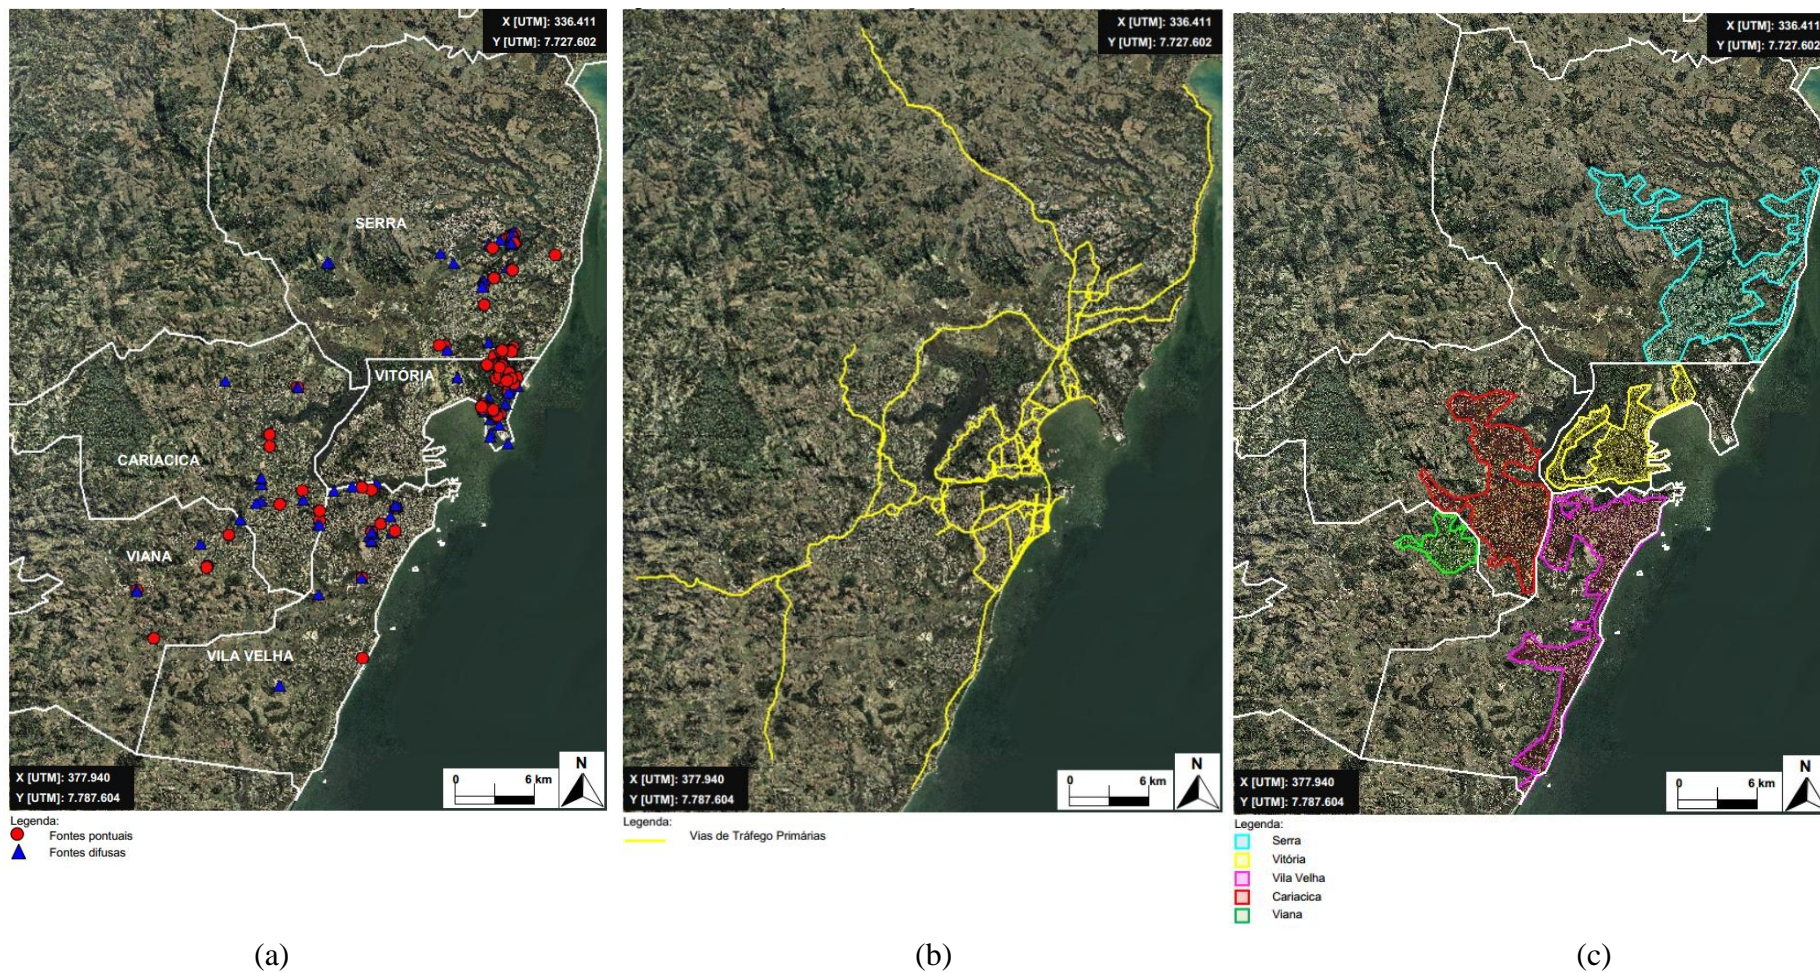 X [UTM]: 336.411
Y [UTM]: 7.727.602
SERRA
VITÓRIA
CARIACICA
VIANA
VILA VELHA
X [UTM]: 377.940
Y [UTM]: 7.787.604
0 6 km
N
Legenda:
Fontes pontuais
Fontes difusas
(a)
X [UTM]: 336.411
Y [UTM]: 7.727.602
X [UTM]: 377.940
Y [UTM]: 7.787.604
0 6 km
N
Legenda:
Vias de Tráfego Primárias
(b)
X [UTM]: 336.411
Y [UTM]: 7.727.602
X [UTM]: 377.940
Y [UTM]: 7.787.604
0 6 km
N
Legenda:
Serra
Vitória
Vila Velha
Cariacica
Viana
(c)